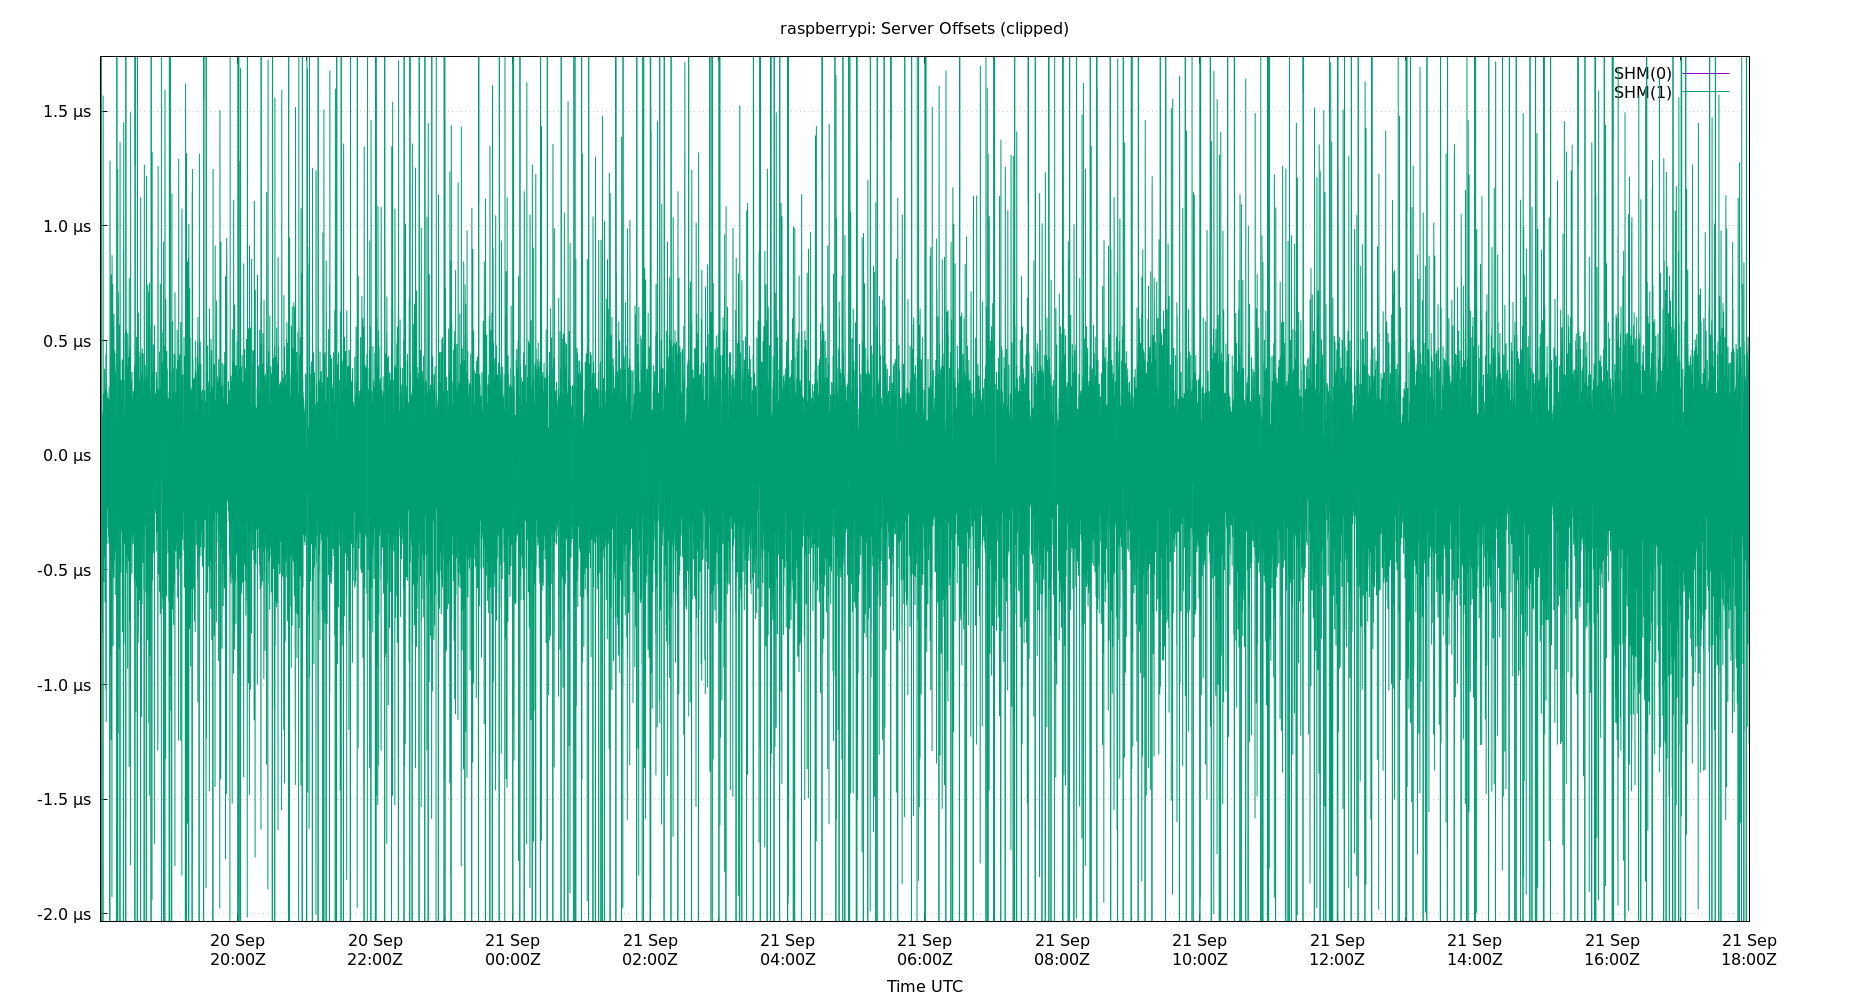 raspberrypi: Server Offsets (clipped)
SHM(0)
SHM(1)
1.5 µs
1.0 µs
0.5 µs
0.0 µs
-0.5 µs
-1.0 µs
-1.5 µs
-2.0 µs
20 Sep 20 Sep 21 Sep 21 Sep 21 Sep 21 Sep 21 Sep 21 Sep 21 Sep 21 Sep 21 Sep 21 Sep
20:00Z 22:00Z 00:00Z 02:00Z 04:00Z 06:00Z 08:00Z 10:00Z 12:00Z 14:00Z 16:00Z 18:00Z
Time UTC